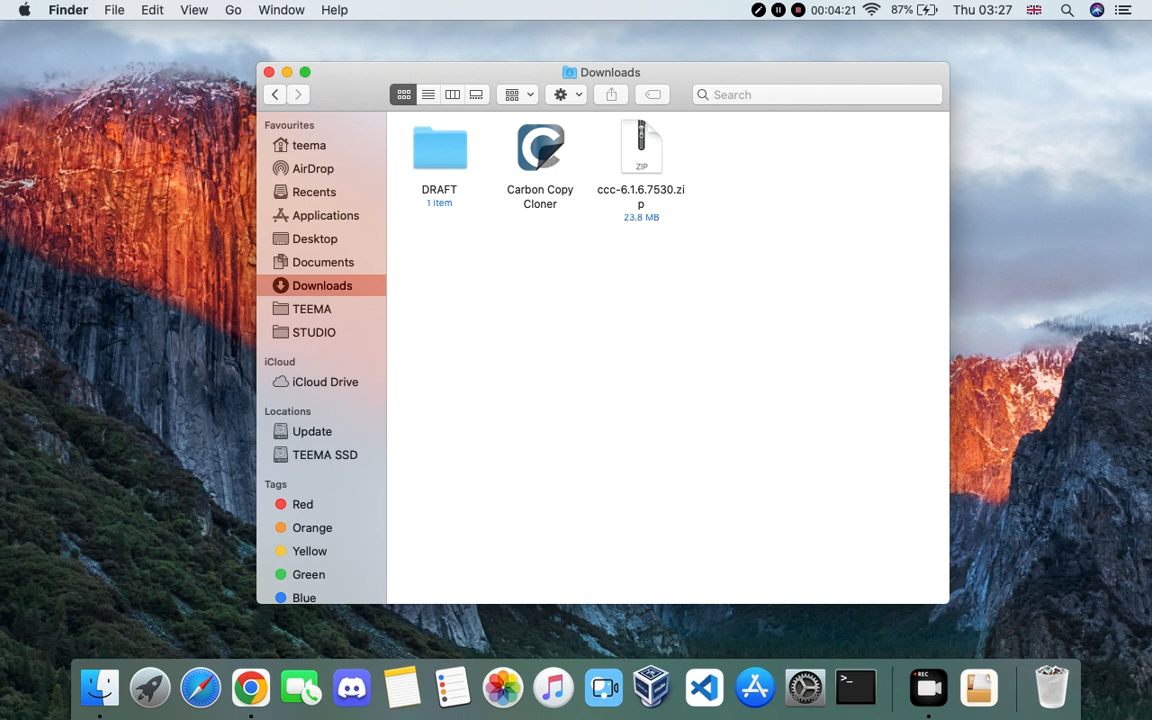 Finder File Edit View Go Window Help 00:04:21 87% Thu 03:27
Downloads
Search
Favourites
teema
AirDrop
Recents
Applications
Desktop
Documents
Downloads
TEEMA
STUDIO
iCloud
iCloud Drive
Locations
Update
TEEMA SSD
Tags
Red
Orange
Yellow
Green
Blue
DRAFT
1 item
Carbon Copy
Cloner
ZIP
ccc-6.1.6.7530.zi
p
23.8 MB
REC